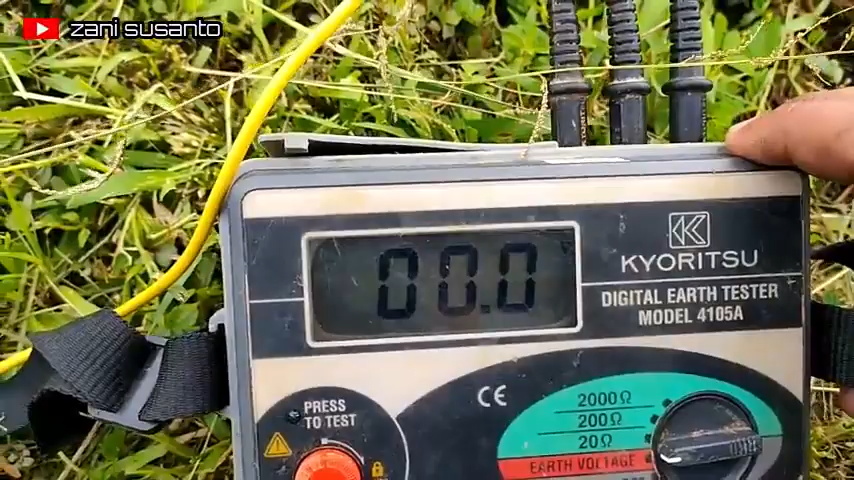 zani susanto
00.0
KYORITSU
DIGITAL EARTH TESTER
MODEL 4105A
PRESS
TO TEST
CE
2000Ω
200Ω
20Ω
EARTH VOLTAGE